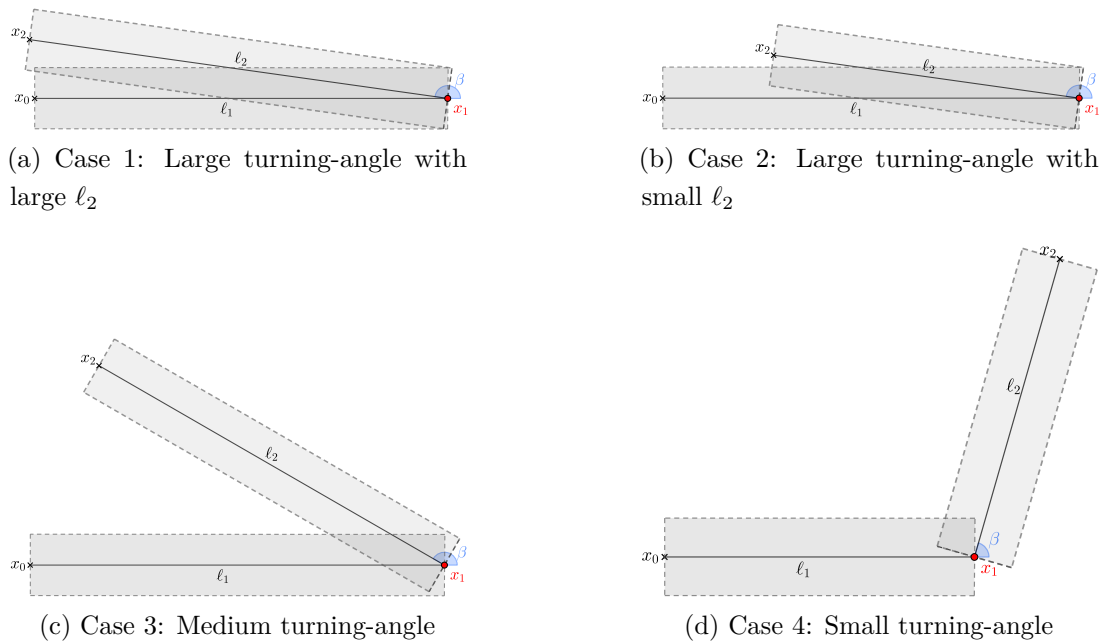 x₂
ℓ₂
β
x₀
ℓ₁
x₁
(a) Case 1: Large turning-angle with
large ℓ₂
x₂
ℓ₂
β
x₀
ℓ₁
x₁
(b) Case 2: Large turning-angle with
small ℓ₂
x₂
ℓ₂
β
x₀
ℓ₁
x₁
(c) Case 3: Medium turning-angle
x₂
ℓ₂
β
x₀
ℓ₁
x₁
(d) Case 4: Small turning-angle